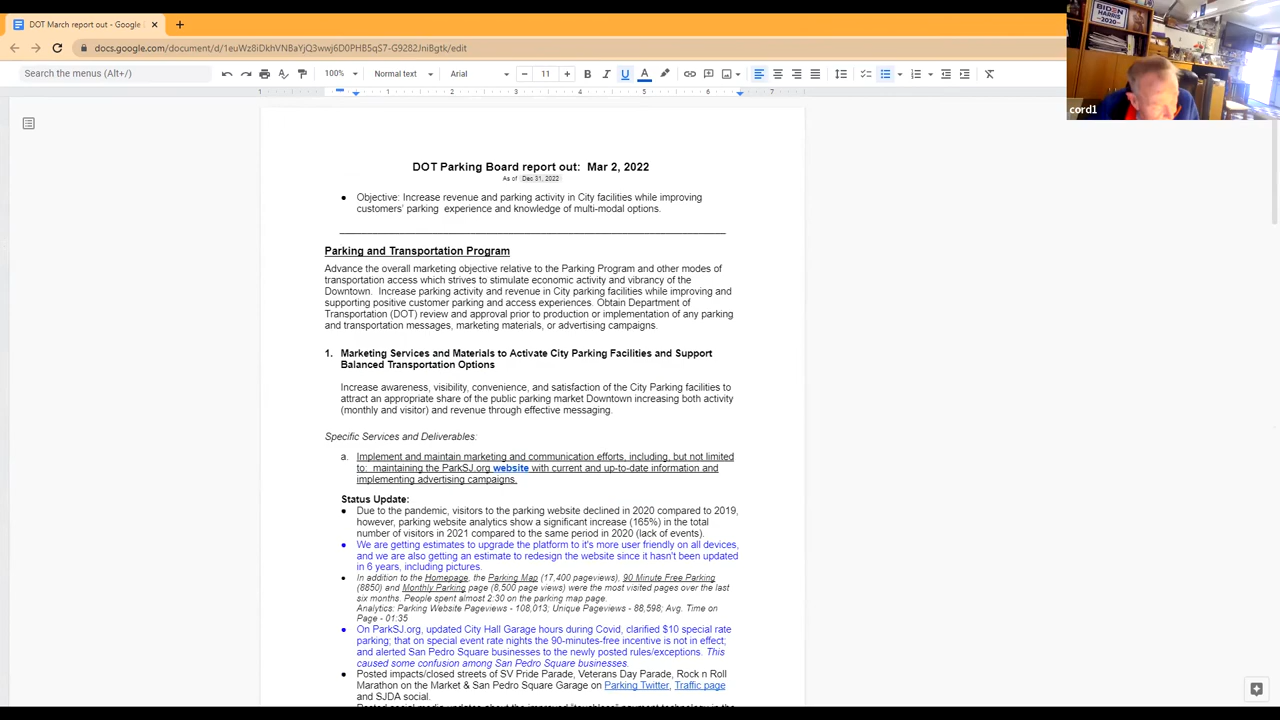 DOT March report out - Google
docs.google.com/document/d/1euWz8iDkhVNBaYjQ3wwj6D0PHB5qS7-G9282JniBgtk/edit
Search the menus (Alt+/)
100% Normal text Arial 11
1 1 2 3 4 5 6 7
BIDEN
HARRIS
2020
cord1
DOT Parking Board report out: Mar 2, 2022
As of Dec 31, 2022
● Objective: Increase revenue and parking activity in City facilities while improving
customers' parking experience and knowledge of multi-modal options.
Parking and Transportation Program
Advance the overall marketing objective relative to the Parking Program and other modes of
transportation access which strives to stimulate economic activity and vibrancy of the
Downtown. Increase parking activity and revenue in City parking facilities while improving and
supporting positive customer parking and access experiences. Obtain Department of
Transportation (DOT) review and approval prior to production or implementation of any parking
and transportation messages, marketing materials, or advertising campaigns.
1. Marketing Services and Materials to Activate City Parking Facilities and Support
Balanced Transportation Options
Increase awareness, visibility, convenience, and satisfaction of the City Parking facilities to
attract an appropriate share of the public parking market Downtown increasing both activity
(monthly and visitor) and revenue through effective messaging.
Specific Services and Deliverables:
a. Implement and maintain marketing and communication efforts, including, but not limited
to: maintaining the ParkSJ.org website with current and up-to-date information and
implementing advertising campaigns.
Status Update:
● Due to the pandemic, visitors to the parking website declined in 2020 compared to 2019,
however, parking website analytics show a significant increase (165%) in the total
number of visitors in 2021 compared to the same period in 2020 (lack of events).
● We are getting estimates to upgrade the platform to it's more user friendly on all devices,
and we are also getting an estimate to redesign the website since it hasn't been updated
in 6 years, including pictures.
● In addition to the Homepage, the Parking Map (17,400 pageviews), 90 Minute Free Parking
(8850) and Monthly Parking page (8,500 page views) were the most visited pages over the last
six months. People spent almost 2:30 on the parking map page.
Analytics: Parking Website Pageviews - 108,013; Unique Pageviews - 88,598; Avg. Time on
Page - 01:35
● On ParkSJ.org, updated City Hall Garage hours during Covid, clarified $10 special rate
parking; that on special event rate nights the 90-minutes-free incentive is not in effect;
and alerted San Pedro Square businesses to the newly posted rules/exceptions. This
caused some confusion among San Pedro Square businesses.
● Posted impacts/closed streets of SV Pride Parade, Veterans Day Parade, Rock n Roll
Marathon on the Market & San Pedro Square Garage on Parking Twitter, Traffic page
and SJDA social.